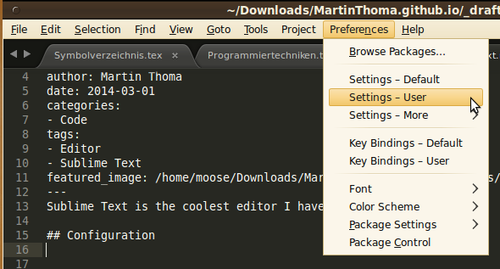 ~/Downloads/MartinThoma.github.io/_draft
File Edit Selection Find View Goto Tools Project Preferences Help
Symbolverzeichnis.tex × Programmiertechniken.t
Browse Packages...
Settings – Default
Settings – User
Settings – More
Key Bindings – Default
Key Bindings – User
Font
Color Scheme
Package Settings
Package Control
4 author: Martin Thoma
5 date: 2014-03-01
6 categories:
7 - Code
8 tags:
9 - Editor
10 - Sublime Text
11 featured_image: /home/moose/Downloads/Mar
12 ---
13 Sublime Text is the coolest editor I have
14
15 ## Configuration
16
17